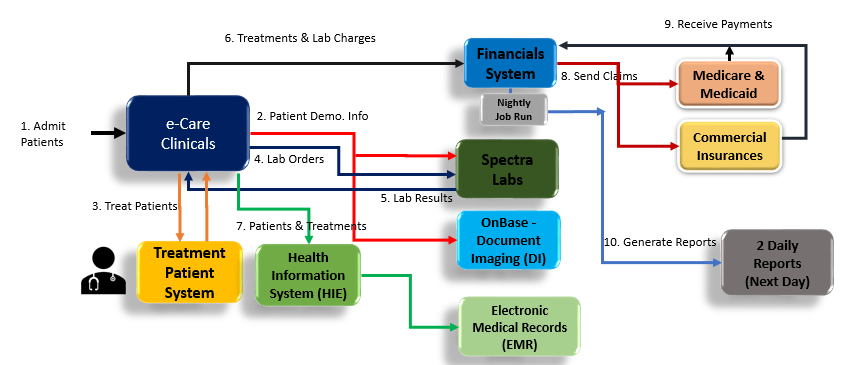 9. Receive Payments
6. Treatments & Lab Charges
Financials
System
8. Send Claims
Medicare &
Medicaid
Nightly
Job Run
e-Care
Clinicals
2. Patient Demo. Info
1. Admit
Patients
Commercial
Insurances
4. Lab Orders
Spectra
Labs
5. Lab Results
3. Treat Patients
7. Patients & Treatments
OnBase -
Document
Imaging (DI)
10. Generate Reports
2 Daily
Reports
(Next Day)
Treatment
Patient
System
Health
Information
System (HIE)
Electronic
Medical Records
(EMR)